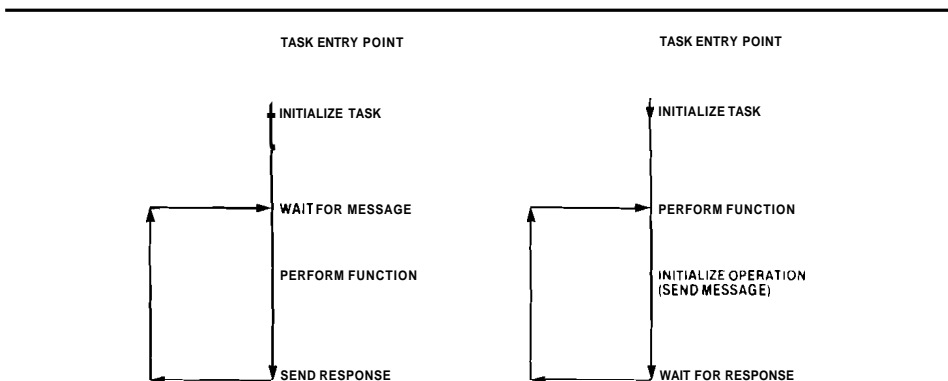 TASK ENTRY POINT
INITIALIZE TASK
WAIT FOR MESSAGE
PERFORM FUNCTION
SEND RESPONSE
TASK ENTRY POINT
INITIALIZE TASK
PERFORM FUNCTION
INITIALIZE OPERATION
(SEND MESSAGE)
WAIT FOR RESPONSE